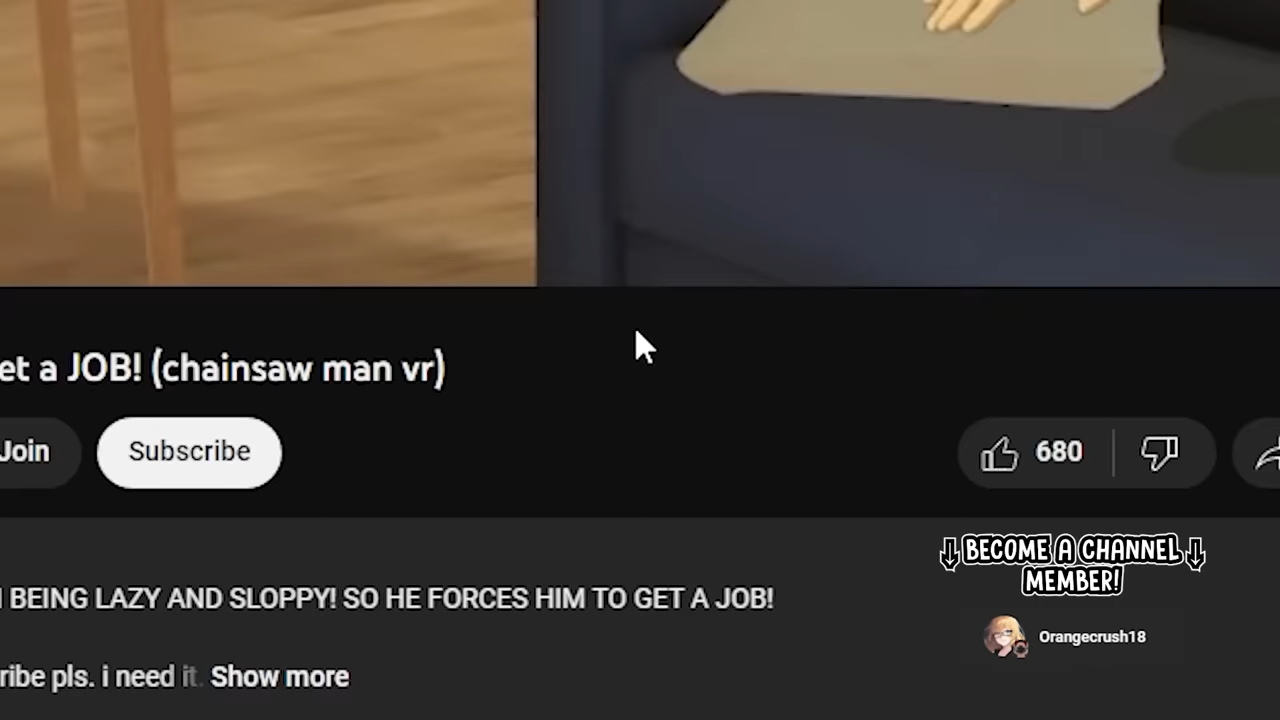 et a JOB! (chainsaw man vr)
Join
Subscribe
680
BECOME A CHANNEL
MEMBER!
BEING LAZY AND SLOPPY! SO HE FORCES HIM TO GET A JOB!
Orangecrush18
ribe pls. i need it. Show more